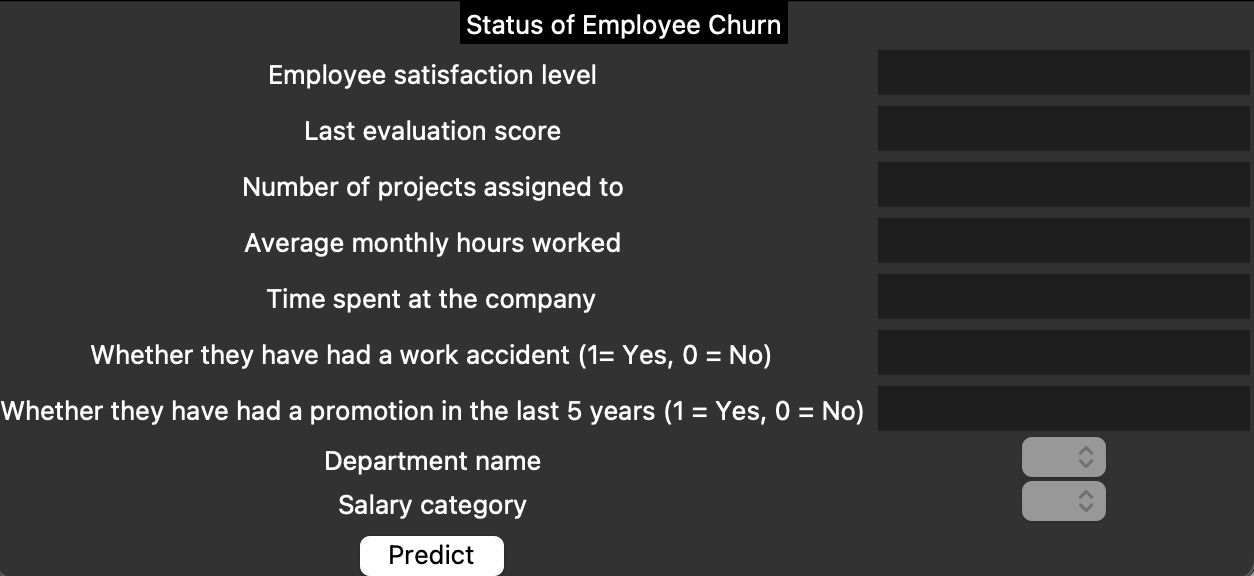 Status of Employee Churn
Employee satisfaction level
Last evaluation score
Number of projects assigned to
Average monthly hours worked
Time spent at the company
Whether they have had a work accident (1= Yes, 0 = No)
Whether they have had a promotion in the last 5 years (1 = Yes, 0 = No)
Department name
Salary category
Predict